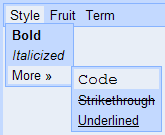 Style Fruit Term
Bold
Italicized
More »
Code
Strikethrough
Underlined